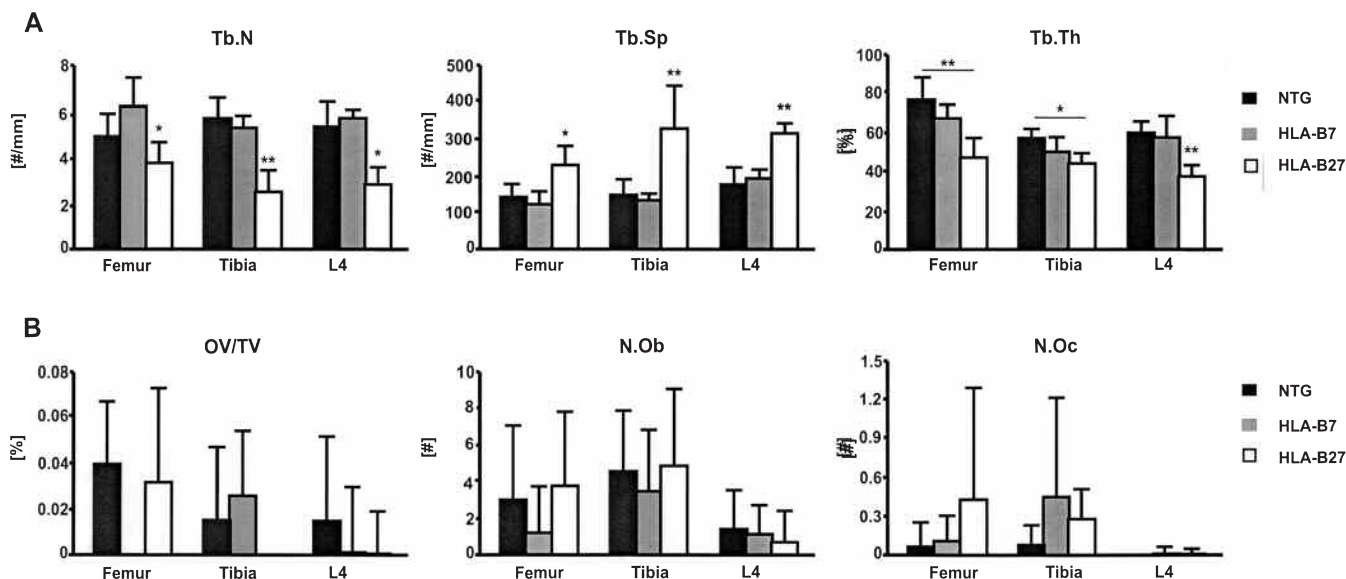 A
Tb.N
Tb.Sp
Tb.Th
[#/mm]
8
6
4
2
0
*
**
*
Femur
Tibia
L4
[#/mm]
500
400
300
200
100
0
*
**
**
Femur
Tibia
L4
[%]
100
80
60
40
20
0
**
*
**
Femur
Tibia
L4
NTG
HLA-B7
HLA-B27
B
OV/TV
N.Ob
N.Oc
[%]
0.08
0.06
0.04
0.02
0
Femur
Tibia
L4
[#]
10
8
6
4
2
0
Femur
Tibia
L4
[#]
1.5
1.2
0.9
0.6
0.3
0
Femur
Tibia
L4
NTG
HLA-B7
HLA-B27